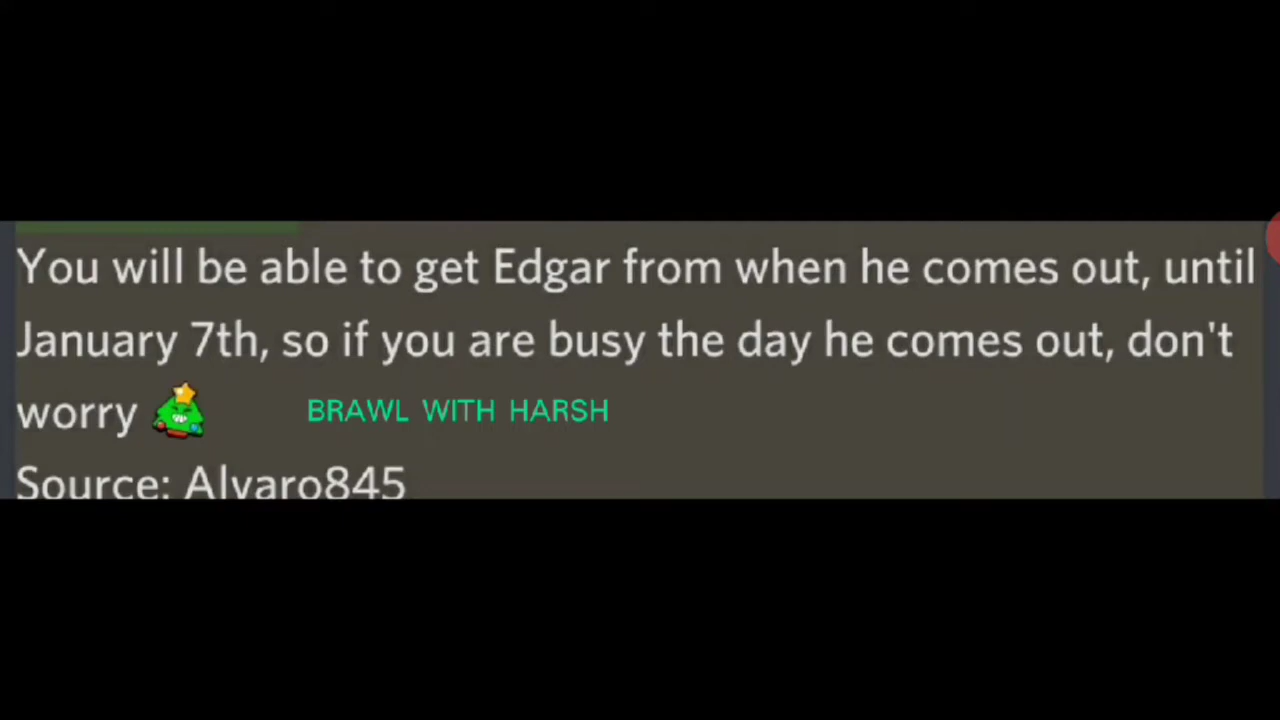 You will be able to get Edgar from when he comes out, until
January 7th, so if you are busy the day he comes out, don't
worry
BRAWL WITH HARSH
Source: Alvaro845